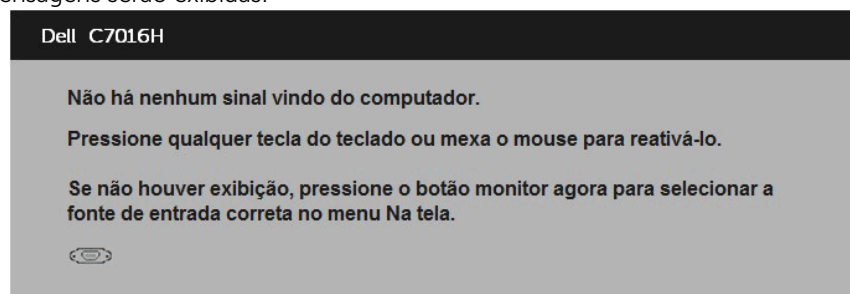 Dell C7016H
Não há nenhum sinal vindo do computador.
Pressione qualquer tecla do teclado ou mexa o mouse para reativá-lo.
Se não houver exibição, pressione o botão monitor agora para selecionar a
fonte de entrada correta no menu Na tela.